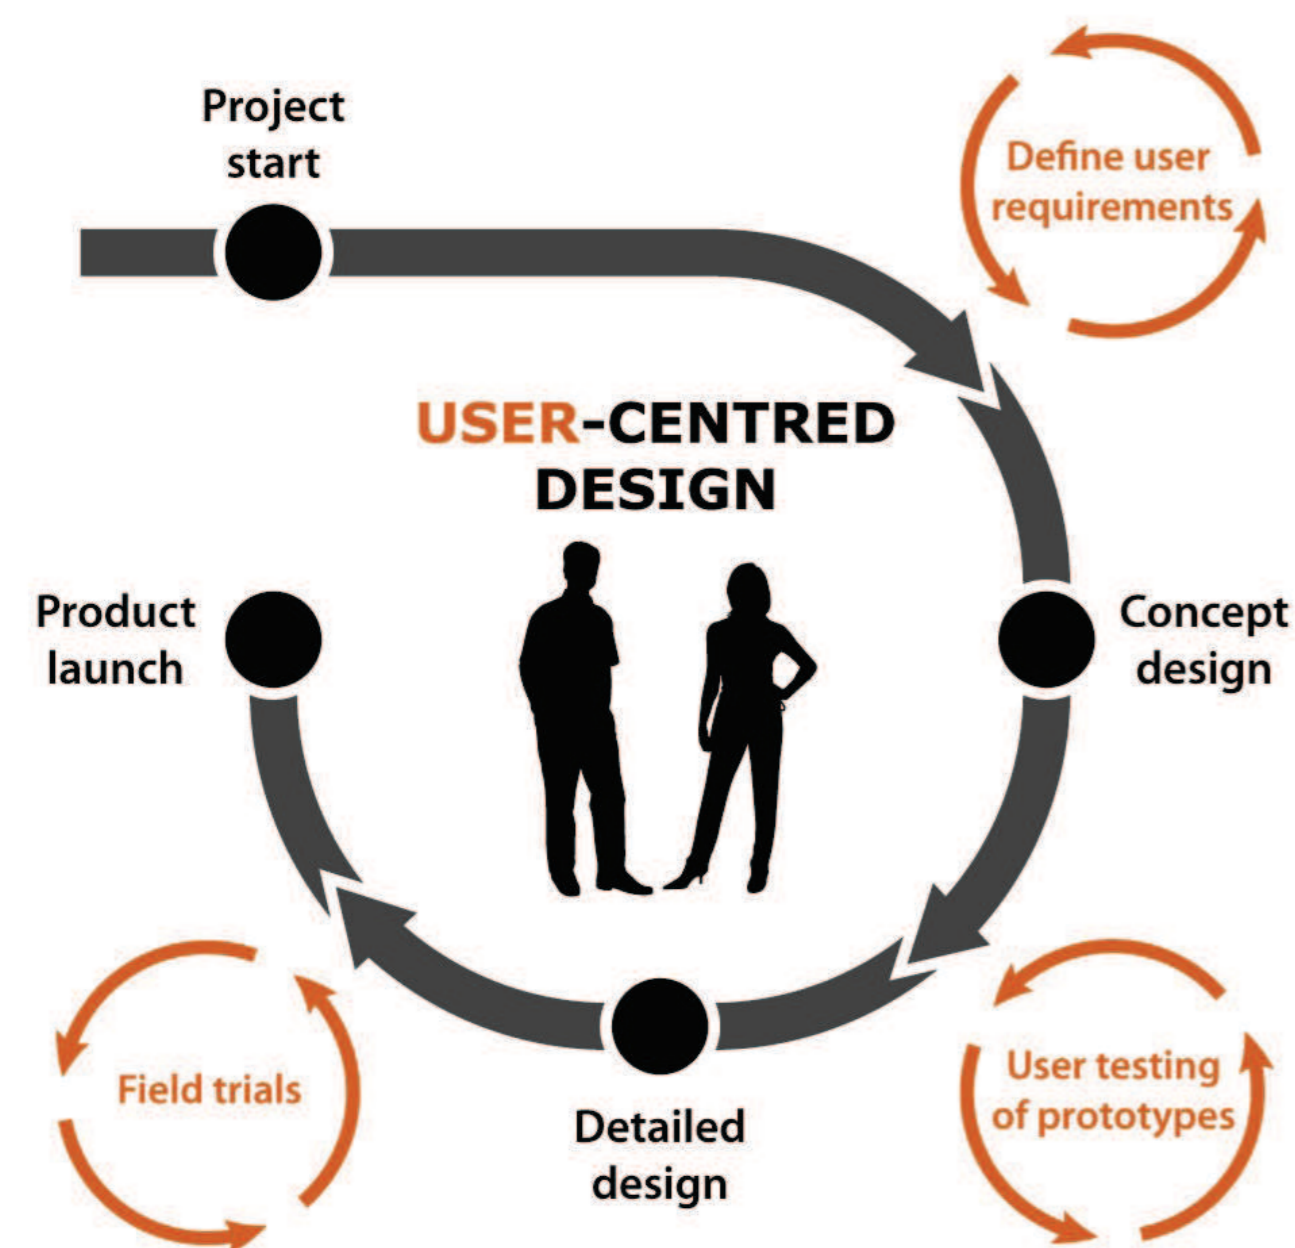 Project
start
Define user
requirements
USER-CENTRED
DESIGN
Product
launch
Concept
design
Field trials
User testing
of prototypes
Detailed
design